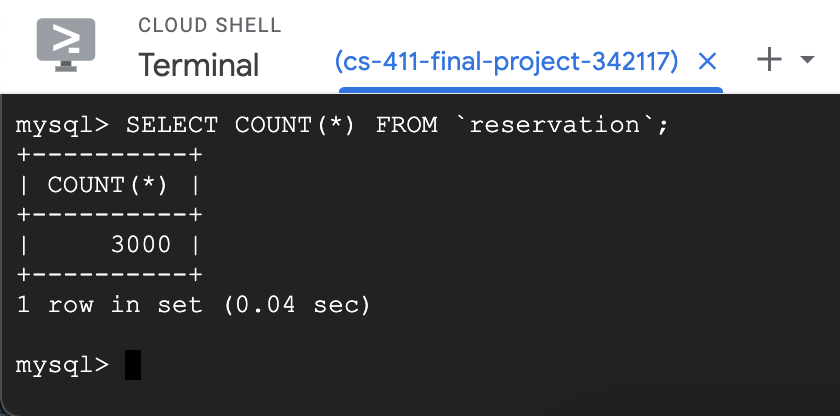 CLOUD SHELL
Terminal
(cs-411-final-project-342117)
mysql> SELECT COUNT(*) FROM `reservation`;
+----------+
| COUNT(*) |
+----------+
|     3000 |
+----------+
1 row in set (0.04 sec)
mysql>